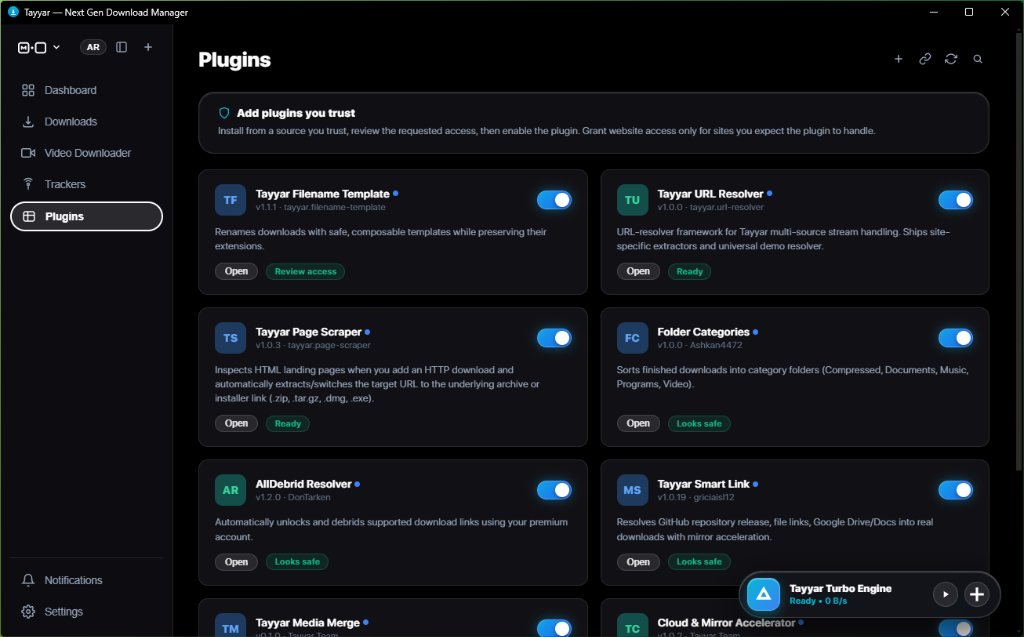 Tayyar — Next Gen Download Manager
AR
Dashboard
Downloads
Video Downloader
Trackers
Plugins
Notifications
Settings
Plugins
Add plugins you trust
Install from a source you trust, review the requested access, then enable the plugin. Grant website access only for sites you expect the plugin to handle.
TF
Tayyar Filename Template
v1.1.1 · tayyar.filename-template
Renames downloads with safe, composable templates while preserving their
extensions.
Open
Review access
TU
Tayyar URL Resolver
v1.0.0 · tayyar.url-resolver
URL-resolver framework for Tayyar multi-source stream handling. Ships site-
specific extractors and universal demo resolver.
Open
Ready
TS
Tayyar Page Scraper
v1.0.3 · tayyar.page-scraper
Inspects HTML landing pages when you add an HTTP download and
automatically extracts/switches the target URL to the underlying archive or
installer link (.zip, .tar.gz, .dmg, .exe).
Open
Ready
FC
Folder Categories
v1.0.0 · Ashkan4472
Sorts finished downloads into category folders (Compressed, Documents, Music,
Programs, Video).
Open
Looks safe
AR
AllDebrid Resolver
v1.2.0 · DonTarken
Automatically unlocks and debrids supported download links using your premium
account.
Open
Looks safe
MS
Tayyar Smart Link
v1.0.19 · griciaisl12
Resolves GitHub repository release, file links, Google Drive/Docs into real
downloads with mirror acceleration.
Open
Looks safe
TM
Tayyar Media Merge
v0.1.0 · Tayyar Team
TC
Cloud & Mirror Accelerator
v1.0.2 · Tayyar Team
Tayyar Turbo Engine
Ready • 0 B/s